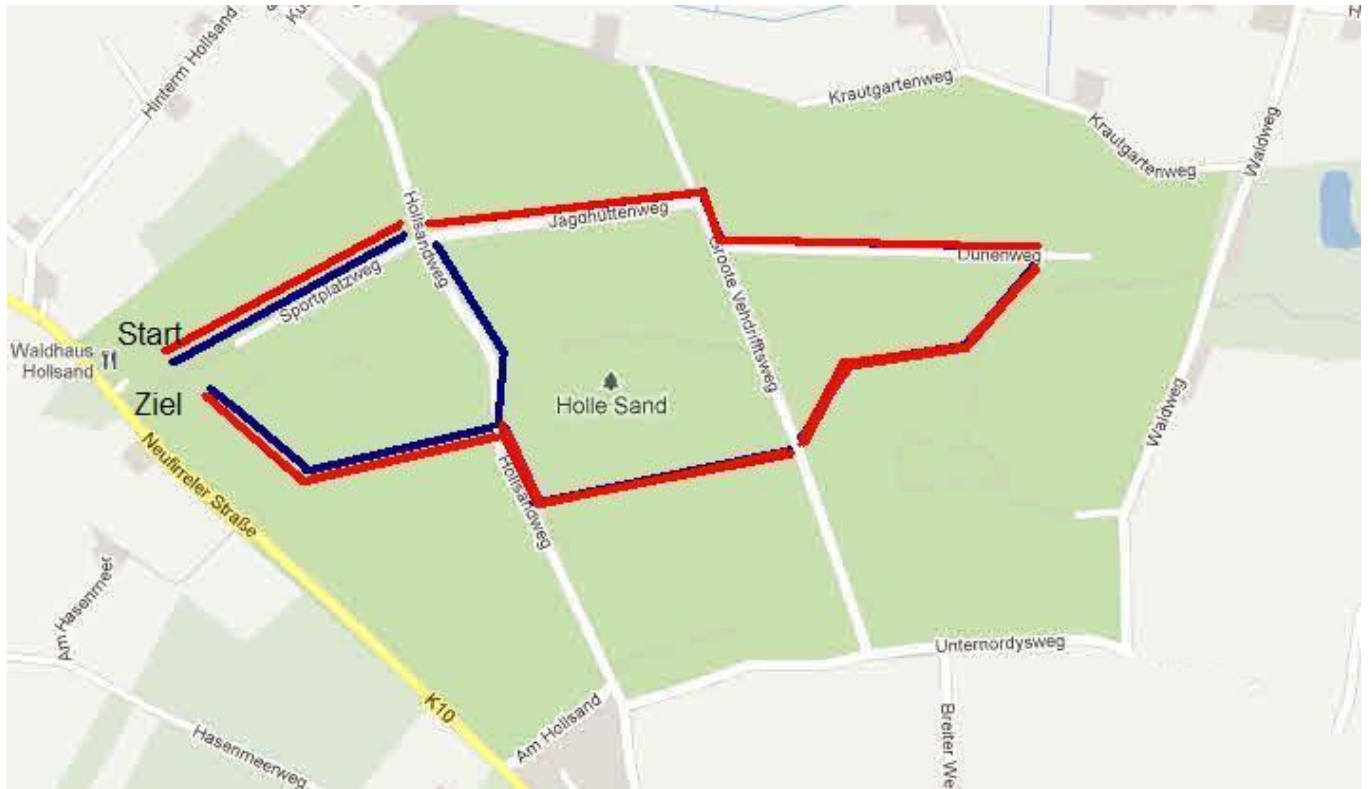 Hinterm Hollsand
Krautgartenweg
Krautgartenweg
Waldweg
Hollsandweg
Jagdhüttenweg
Groote Vehdrifftsweg
Dünenweg
Sportplatzweg
Start
Waldhaus
Hollsand
Ziel
Holle Sand
Neufirreler Straße
Hollsandweg
Waldweg
Am Hasenmeer
Unternordysweg
K10
Am Hollsand
Hasenmeerweg
Breiter We